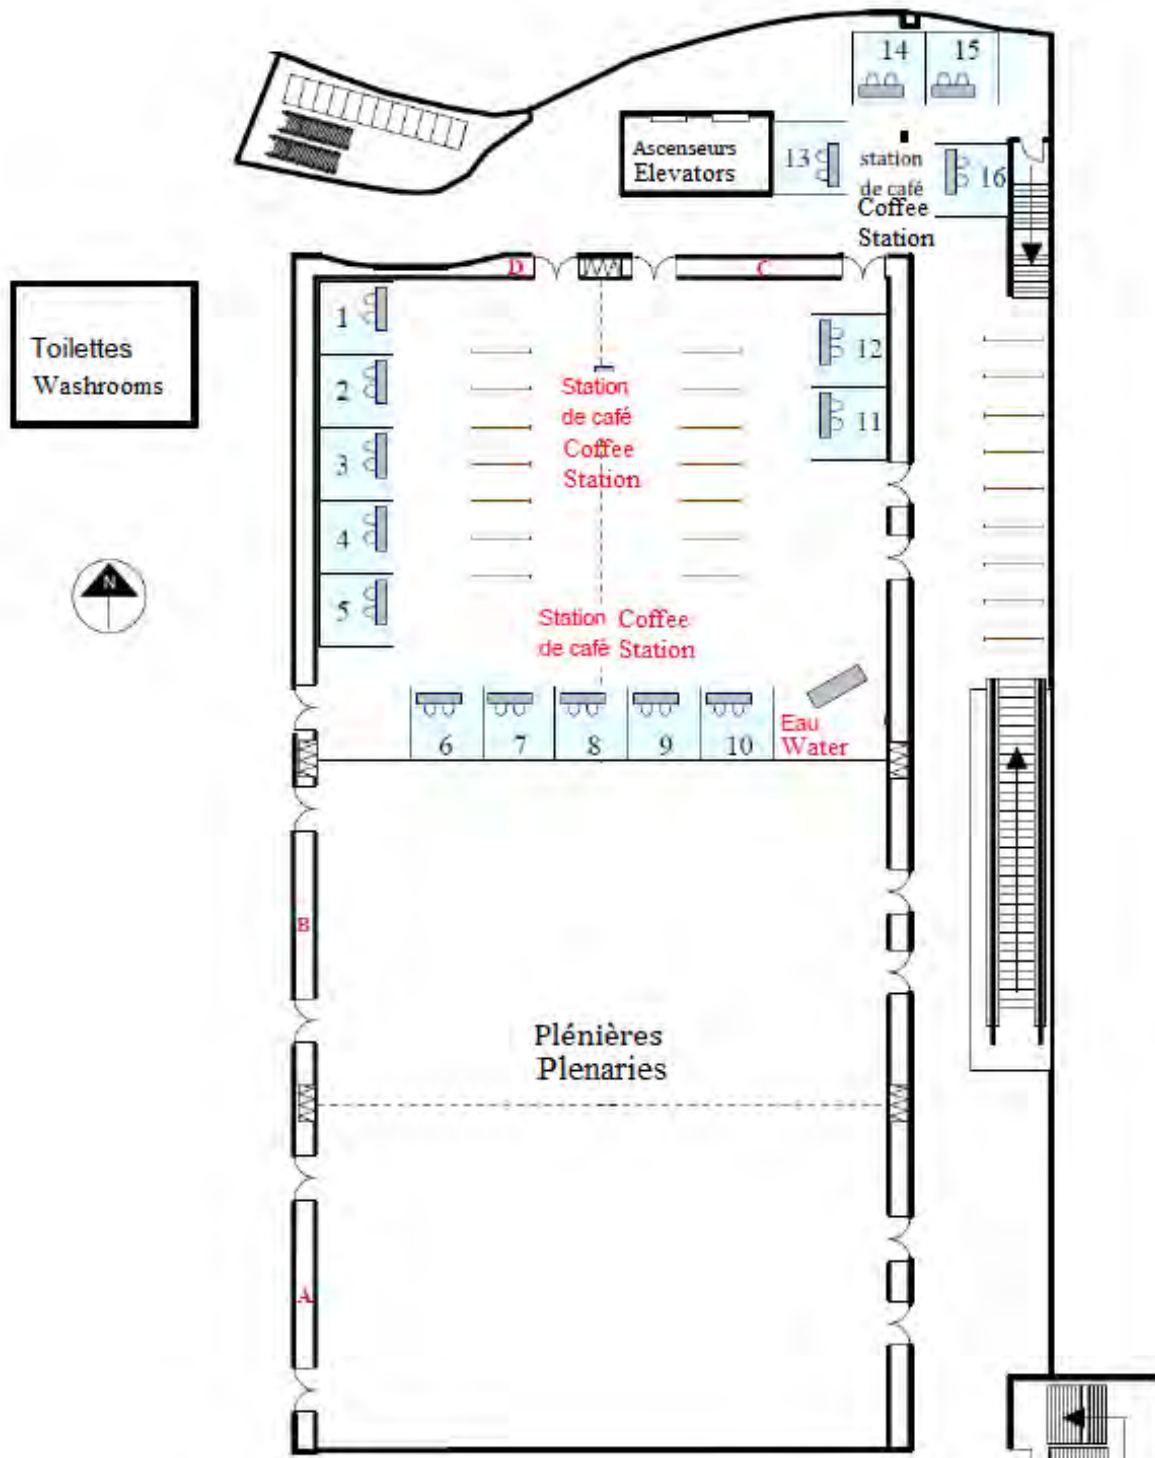 14
15
Ascenseurs
Elevators
13
station
de café
Coffee
Station
16
D
C
Toilettes
Washrooms
1
2
3
4
5
12
11
Station
de café
Coffee
Station
N
Station Coffee
de café Station
6
7
8
9
10
Eau
Water
B
Plénières
Plenaries
A